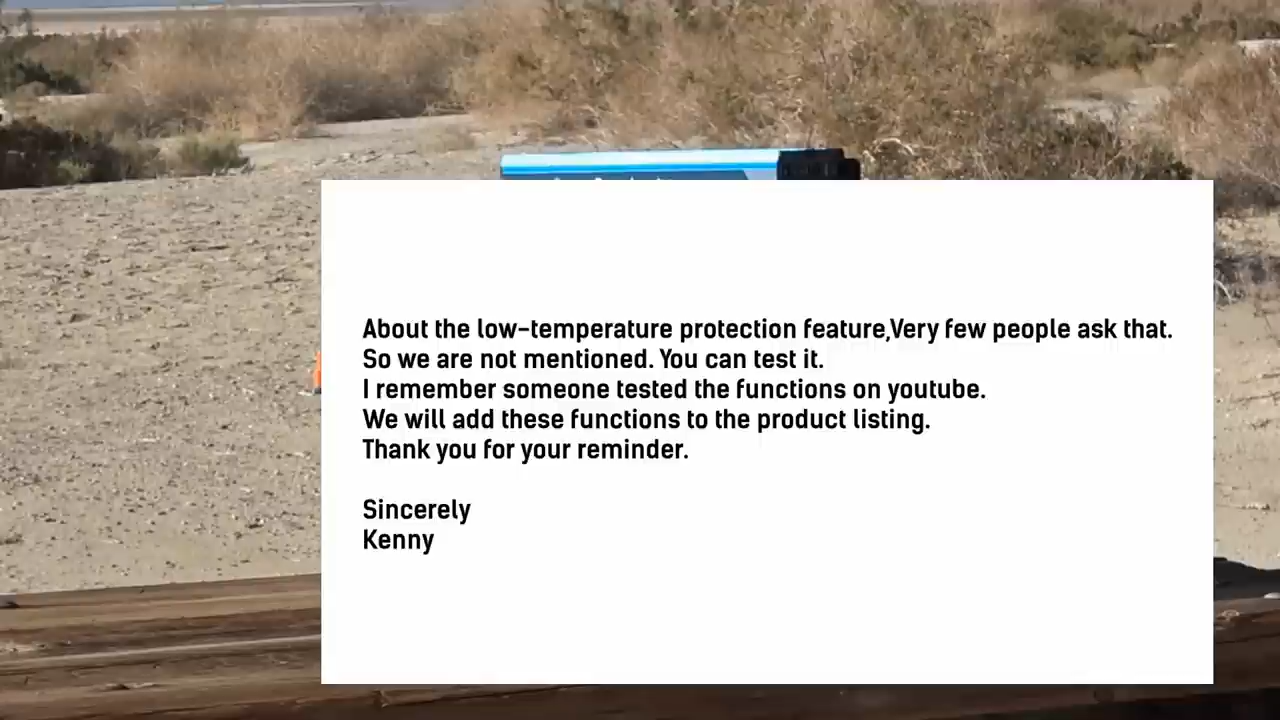 About the low-temperature protection feature,Very few people ask that.
So we are not mentioned. You can test it.
I remember someone tested the functions on youtube.
We will add these functions to the product listing.
Thank you for your reminder.
Sincerely
Kenny